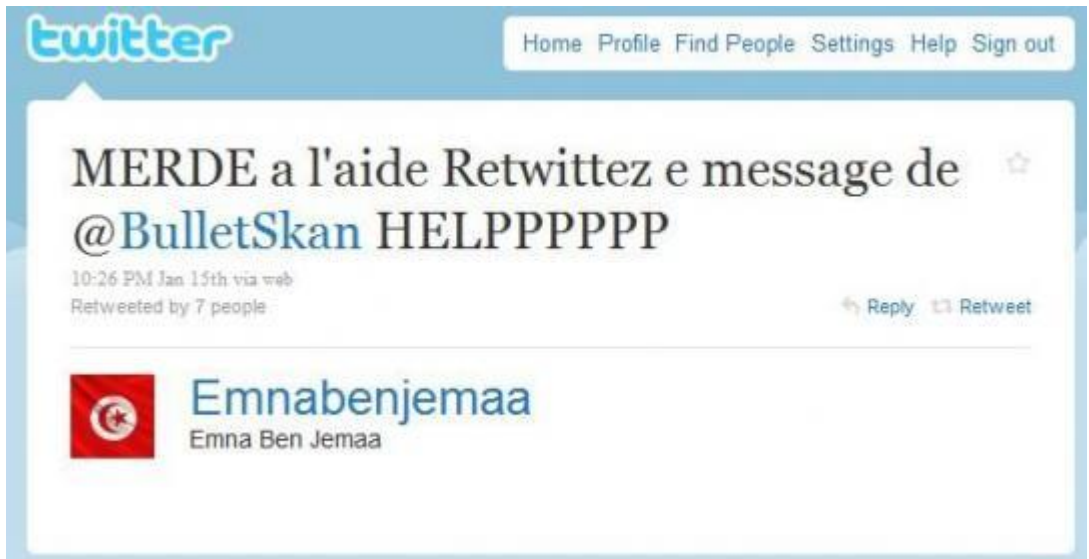 twitter
Home Profile Find People Settings Help Sign out
MERDE a l'aide Retwittez e message de
@BulletSkan HELPPPPPP
10:26 PM Jan 15th via web
Retweeted by 7 people
Reply Retweet
Emnabenjemaa
Emna Ben Jemaa